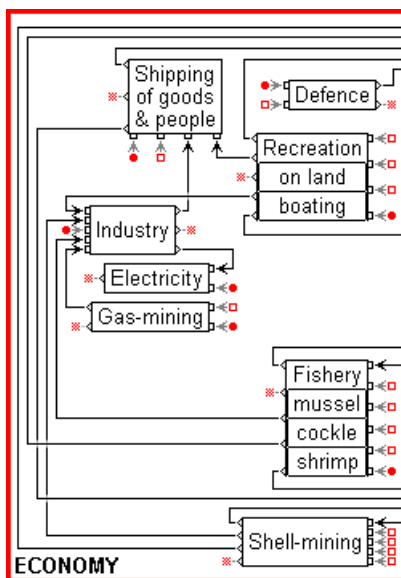 Shipping
of goods
& people
Defence
Recreation
on land
boating
Industry
Electricity
Gas-mining
Fishery
mussel
cockle
shrimp
Shell-mining
ECONOMY